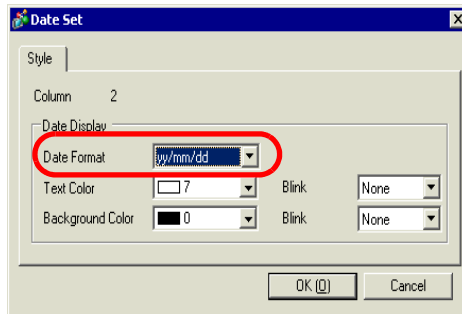 Date Set
Style
Column 2
Date Display
Date Format yy/mm/dd
Text Color 7 Blink None
Background Color 0 Blink None
OK (O) Cancel